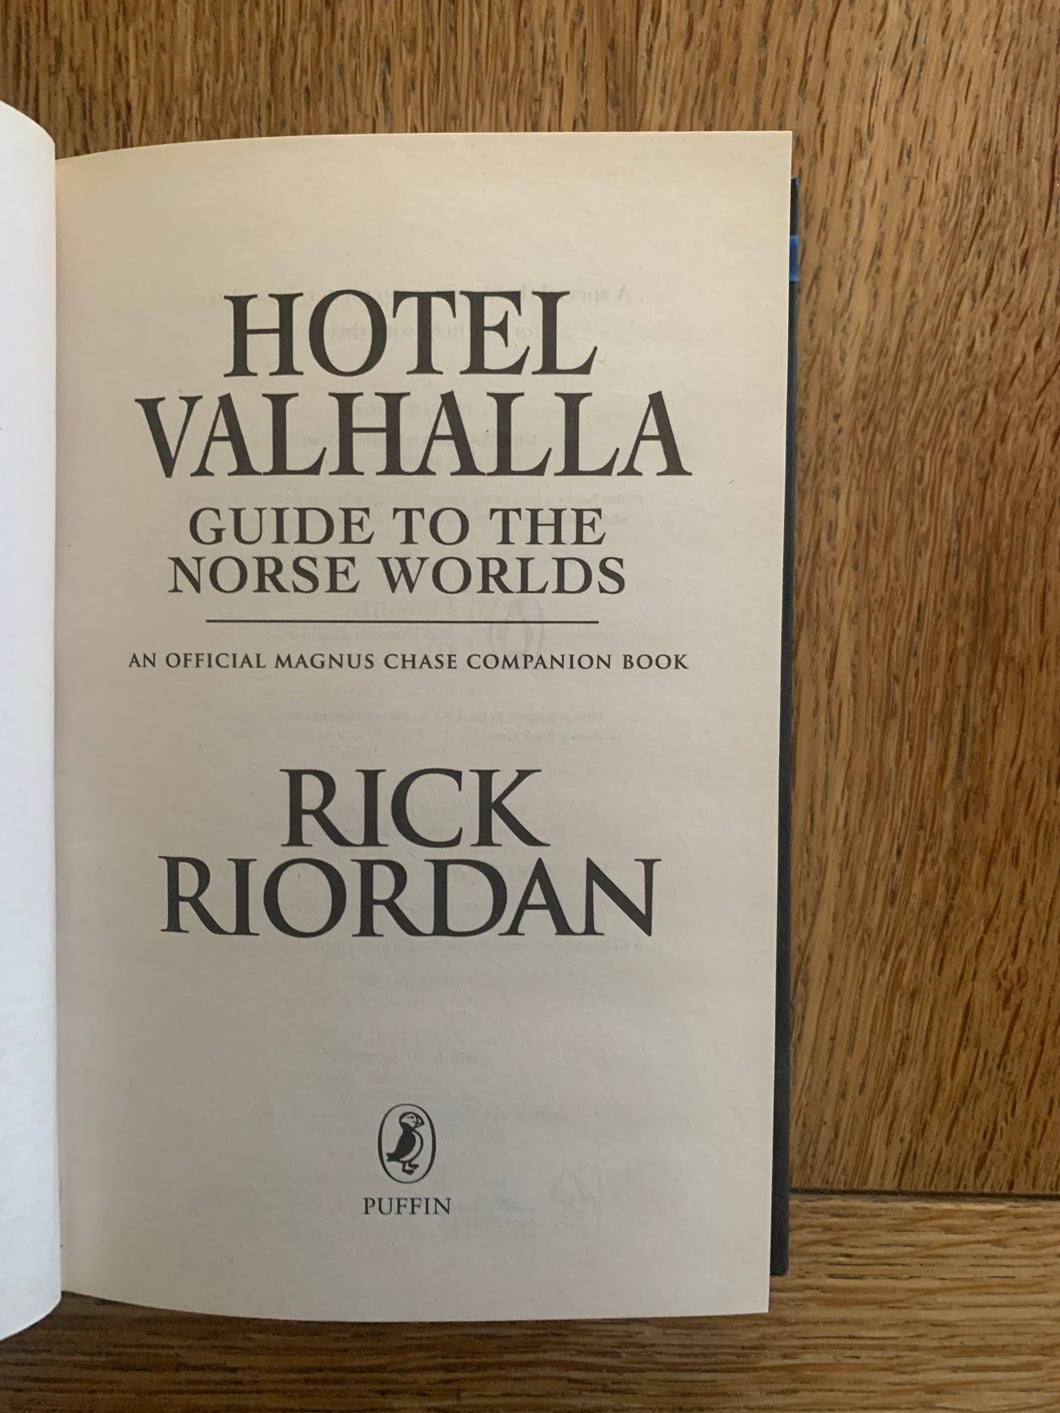 HOTEL
VALHALLA
GUIDE TO THE
NORSE WORLDS
AN OFFICIAL MAGNUS CHASE COMPANION BOOK
RICK
RIORDAN
PUFFIN